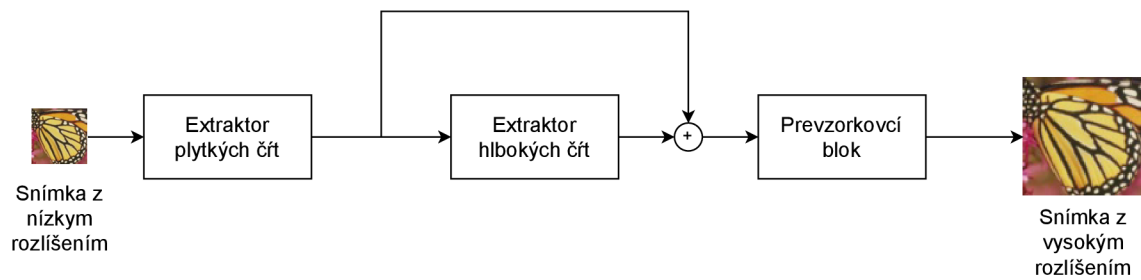 Snímka z
nízkym
rozlíšením
Extraktor
plytkých čŕt
Extraktor
hlbokých čŕt
+
Prevzorkovcí
blok
Snímka z
vysokým
rozlíšením